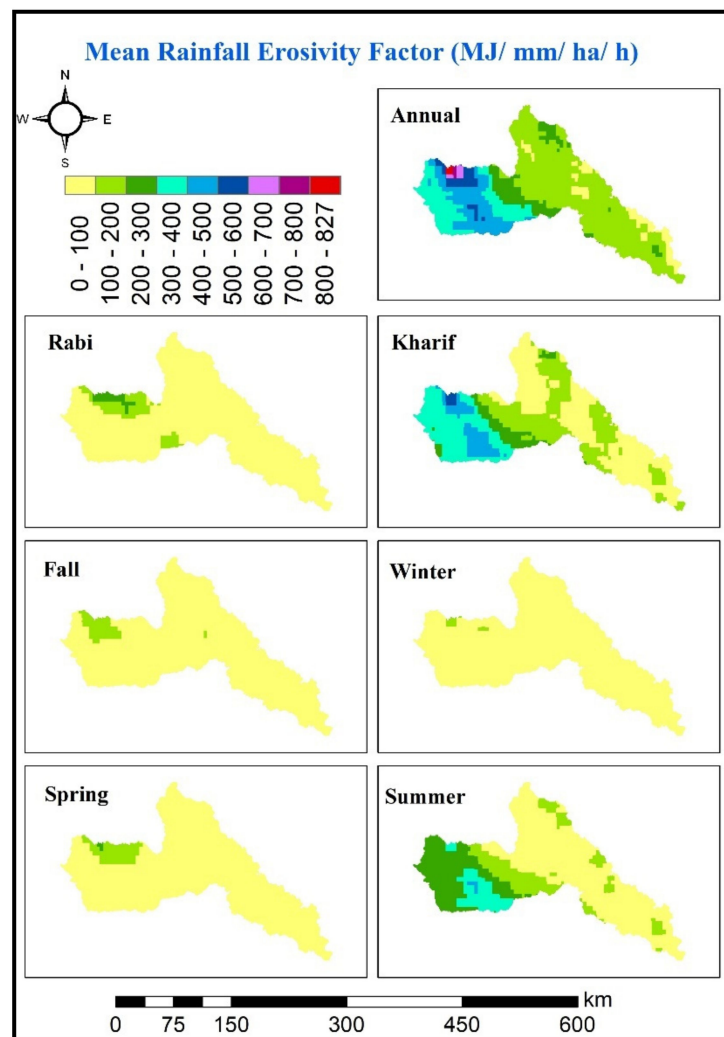 Mean Rainfall Erosivity Factor (MJ/ mm/ ha/ h)
N
W
E
S
0 - 100
100 - 200
200 - 300
300 - 400
400 - 500
500 - 600
600 - 700
700 - 800
800 - 827
Annual
Rabi
Kharif
Fall
Winter
Spring
Summer
km
0 75 150 300 450 600